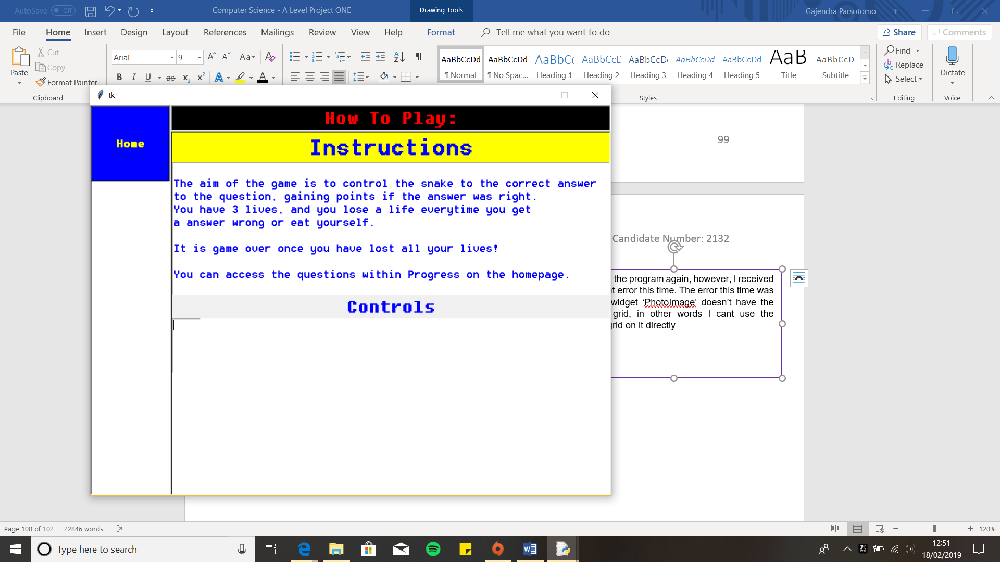 AutoSave Off
Computer Science - A Level Project ONE
Drawing Tools
Gajendra Parsotomo
File Home Insert Design Layout References Mailings Review View Help Format Tell me what you want to do
Share Comments
Paste
Cut
Copy
Format Painter
Clipboard
Arial 9
AaBbCcDd AaBbCcDd AaBbCc AaBbCcD AaBbCcDc AaBbCcDd AaBbCcDd AaB AaBbCcD
¶ Normal ¶ No Spac... Heading 1 Heading 2 Heading 3 Heading 4 Heading 5 Title Subtitle
Styles
Find
Replace
Select
Editing
Dictate
Voice
tk
Home
How To Play:
Instructions
The aim of the game is to control the snake to the correct answer
to the question, gaining points if the answer was right.
You have 3 lives, and you lose a life everytime you get
a answer wrong or eat yourself.
It is game over once you have lost all your lives!
You can access the questions within Progress on the homepage.
Controls
99
Candidate Number: 2132
the program again, however, I received
t error this time. The error this time was
widget ‘PhotoImage’ doesn’t have the
grid, in other words I cant use the
rid on it directly
Page 100 of 102 22846 words
120%
Type here to search
12:51
18/02/2019